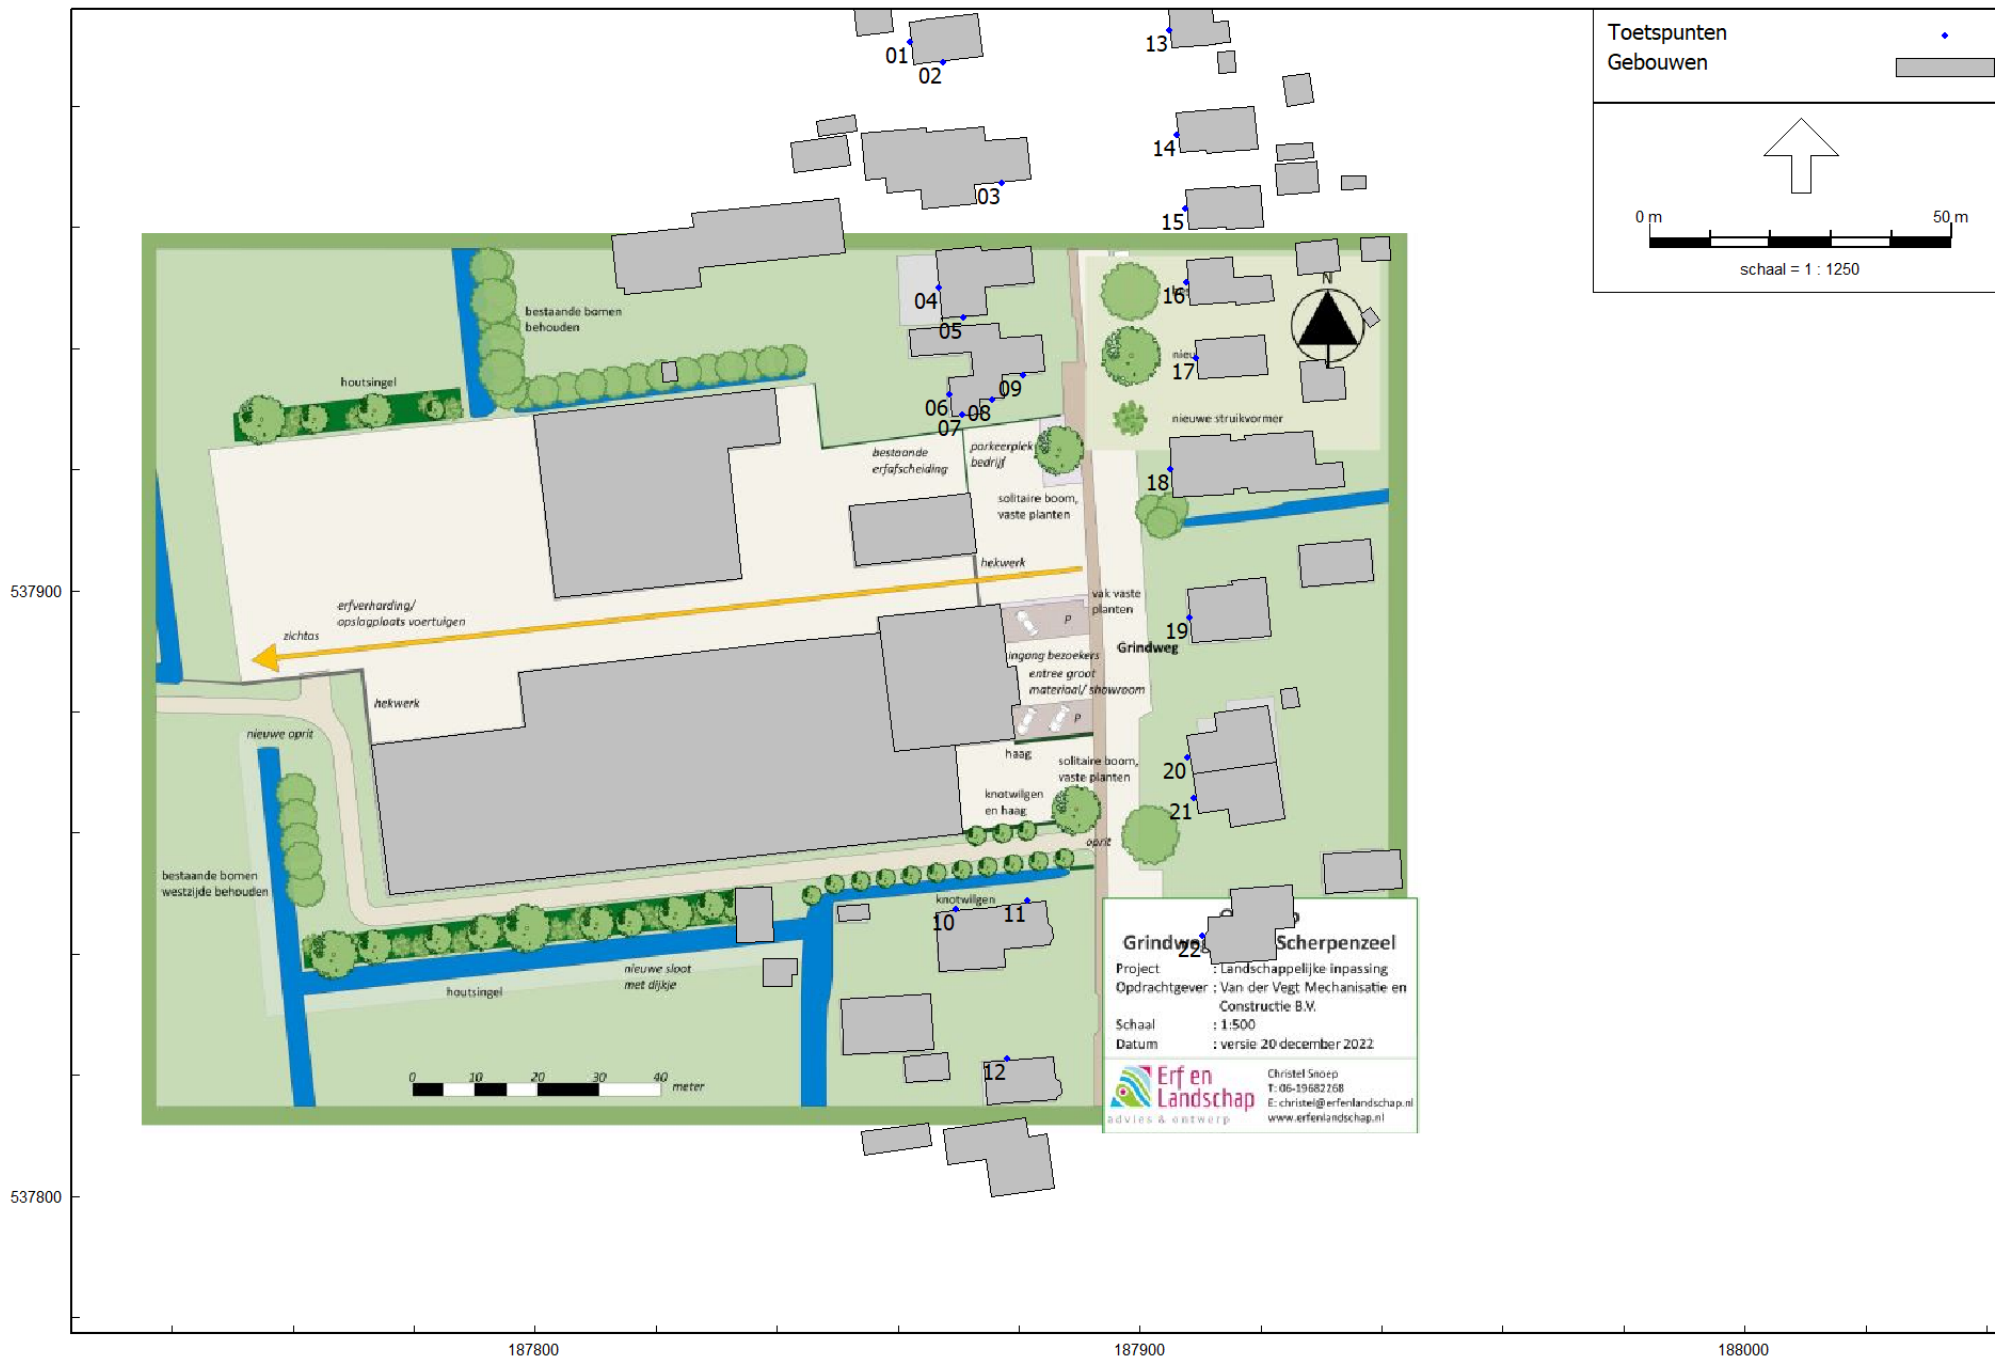 Toetspunten
Gebouwen
0 m 50 m
schaal = 1 : 1250
01
02
03
04
05
06
07
08
09
10
11
12
13
14
15
16
17
18
19
20
21
22
N
bestaande bomen
behouden
houtsingel
nieuwe struikvormer
bestaande
erfafscheiding
parkeerplek
bedrijf
solitaire boom,
vaste planten
hekwerk
vak vaste
planten
P
Grindweg
ingang bezoekers
entree groot
materiaal/ showroom
P
erfverharding/
opslagplaats voertuigen
zichtas
hekwerk
nieuwe oprit
haag
solitaire boom,
vaste planten
knotwilgen
en haag
oprit
bestaande bomen
westzijde behouden
knotwilgen
nieuwe sloot
met dijkje
houtsingel
0 10 20 30 40 meter
Scherpenzeel
Project : Landschappelijke inpassing
Opdrachtgever : Van der Vegt Mechanisatie en
Constructie B.V.
Schaal : 1:500
Datum : versie 20 december 2022
Erf en
Landschap
advies & ontwerp
Christel Snoep
T: 06-19682268
E: christel@erfenlandschap.nl
www.erfenlandschap.nl
537900
537800
187800 187900 188000